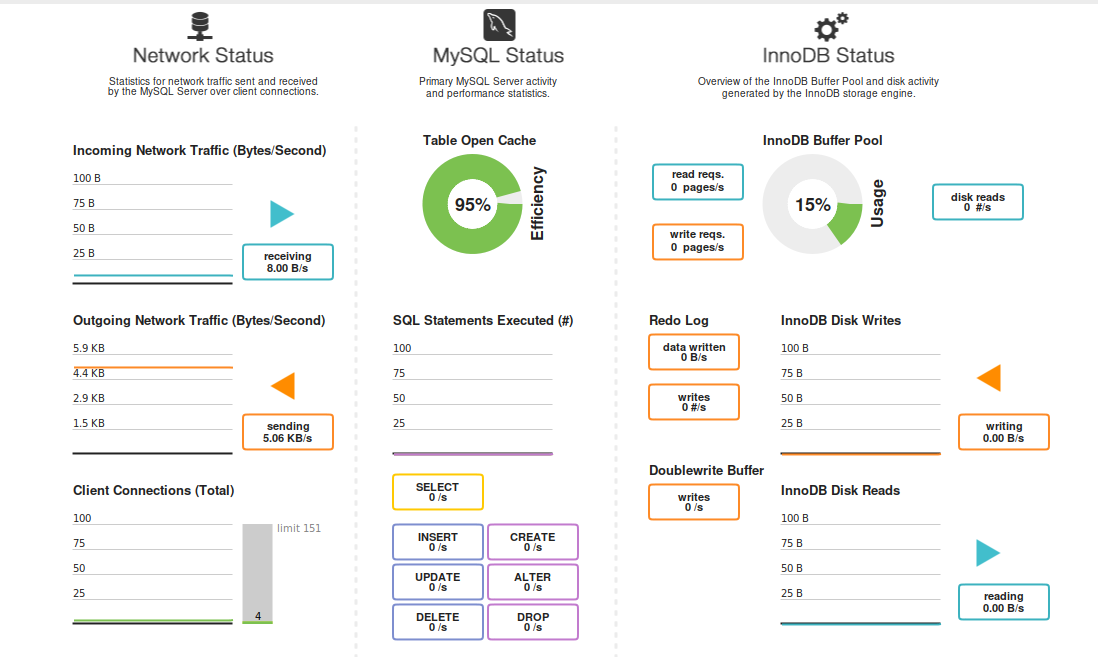 Network Status
Statistics for network traffic sent and received
by the MySQL Server over client connections.
Incoming Network Traffic (Bytes/Second)
100 B
75 B
50 B
25 B
receiving
8.00 B/s
Outgoing Network Traffic (Bytes/Second)
5.9 KB
4.4 KB
2.9 KB
1.5 KB
sending
5.06 KB/s
Client Connections (Total)
100
75
50
25
limit 151
4
MySQL Status
Primary MySQL Server activity
and performance statistics.
Table Open Cache
95%
Efficiency
SQL Statements Executed (#)
100
75
50
25
SELECT
0 /s
INSERT
0 /s
CREATE
0 /s
UPDATE
0 /s
ALTER
0 /s
DELETE
0 /s
DROP
0 /s
InnoDB Status
Overview of the InnoDB Buffer Pool and disk activity
generated by the InnoDB storage engine.
InnoDB Buffer Pool
read reqs.
0 pages/s
write reqs.
0 pages/s
15%
Usage
disk reads
0 #/s
Redo Log
data written
0 B/s
writes
0 #/s
Doublewrite Buffer
writes
0 /s
InnoDB Disk Writes
100 B
75 B
50 B
25 B
writing
0.00 B/s
InnoDB Disk Reads
100 B
75 B
50 B
25 B
reading
0.00 B/s